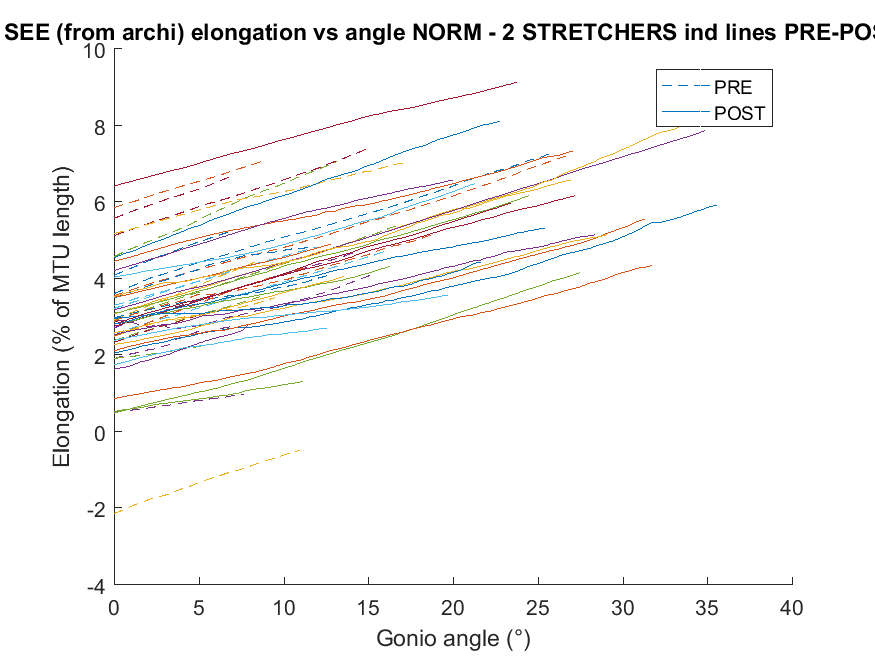 SEE (from archi) elongation vs angle NORM - 2 STRETCHERS ind lines PRE-POS
10
8
6
4
2
0
-2
-4
Elongation (% of MTU length)
PRE
POST
0 5 10 15 20 25 30 35 40
Gonio angle (°)